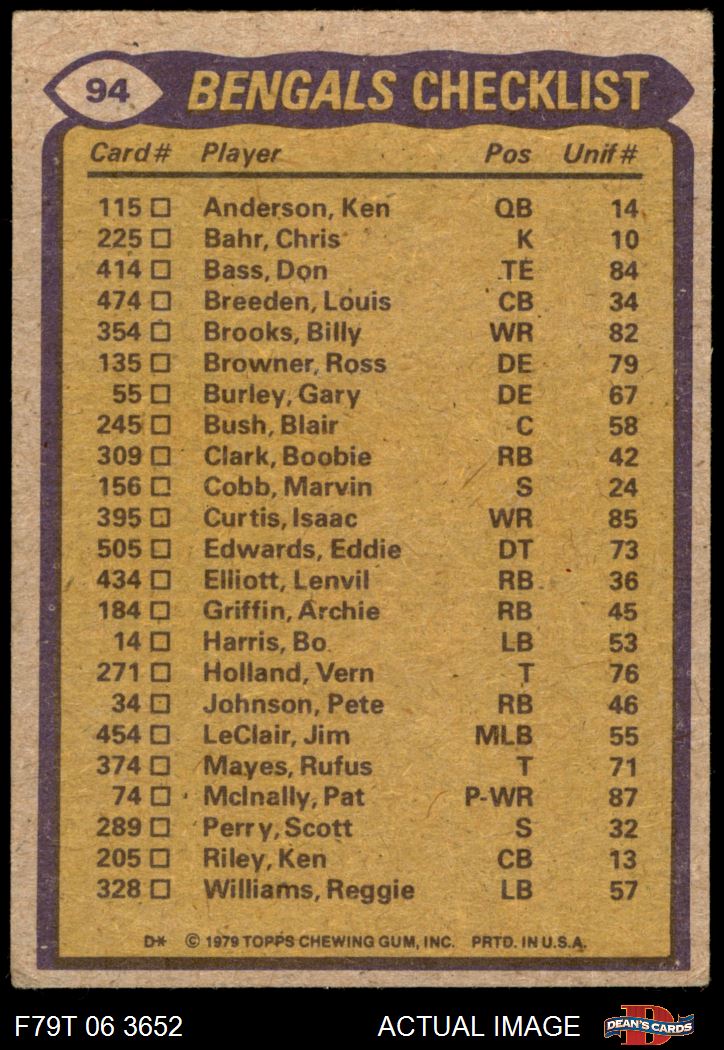 94 BENGALS CHECKLIST
Card# Player Pos Unif#
115 Anderson, Ken QB 14
225 Bahr, Chris K 10
414 Bass, Don TE 84
474 Breeden, Louis CB 34
354 Brooks, Billy WR 82
135 Browner, Ross DE 79
55 Burley, Gary DE 67
245 Bush, Blair C 58
309 Clark, Boobie RB 42
156 Cobb, Marvin S 24
395 Curtis, Isaac WR 85
505 Edwards, Eddie DT 73
434 Elliott, Lenvil RB 36
184 Griffin, Archie RB 45
14 Harris, Bo LB 53
271 Holland, Vern T 76
34 Johnson, Pete RB 46
454 LeClair, Jim MLB 55
374 Mayes, Rufus T 71
74 McInally, Pat P-WR 87
289 Perry, Scott S 32
205 Riley, Ken CB 13
328 Williams, Reggie LB 57
D* © 1979 TOPPS CHEWING GUM, INC. PRTD. IN U.S.A.
F79T 06 3652 ACTUAL IMAGE D DEAN'S CARDS